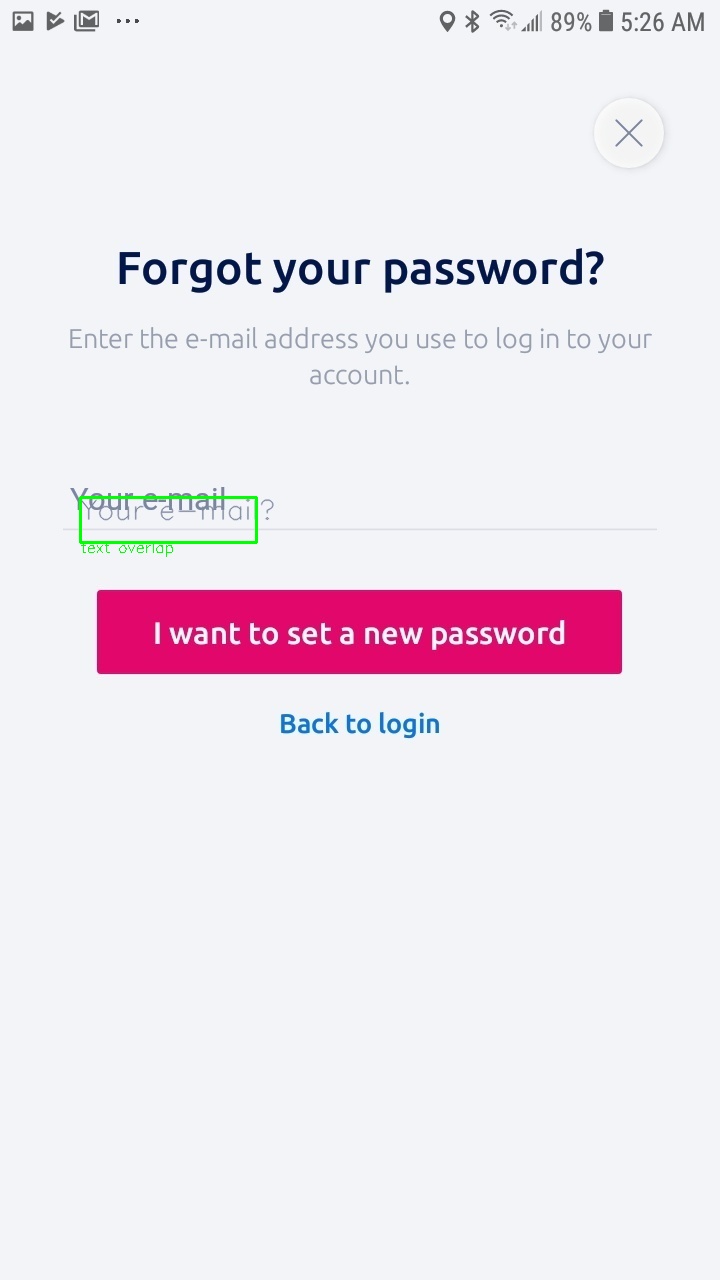 89% 5:26 AM
Forgot your password?
Enter the e-mail address you use to log in to your
account.
Your e-mail
Your e-mail?
text overlap
I want to set a new password
Back to login